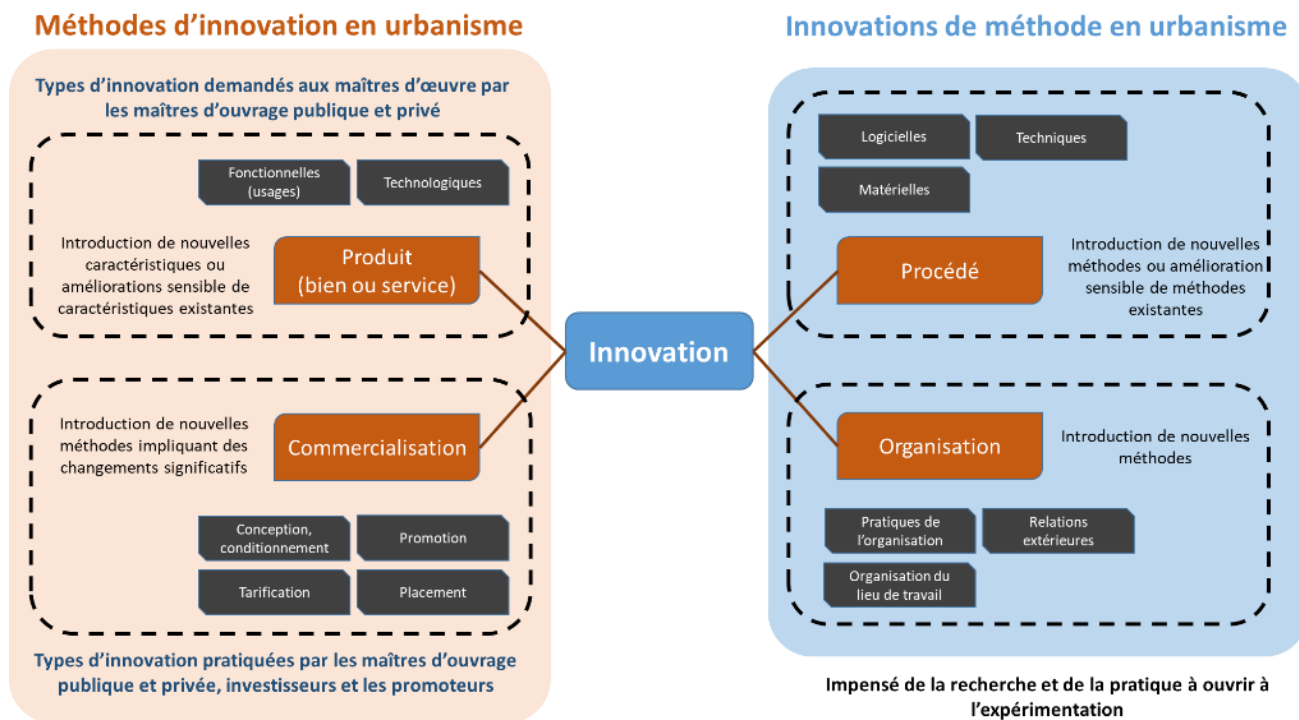 Méthodes d'innovation en urbanisme
Types d'innovation demandés aux maîtres d'œuvre par
les maîtres d'ouvrage publique et privé
Fonctionnelles
(usages)
Technologiques
Introduction de nouvelles
caractéristiques ou
améliorations sensible de
caractéristiques existantes
Produit
(bien ou service)
Introduction de nouvelles
méthodes impliquant des
changements significatifs
Commercialisation
Conception,
conditionnement
Promotion
Tarification
Placement
Types d'innovation pratiquées par les maîtres d'ouvrage
publique et privée, investisseurs et les promoteurs
Innovation
Innovations de méthode en urbanisme
Logicielles
Techniques
Matérielles
Procédé
Introduction de nouvelles
méthodes ou amélioration
sensible de méthodes
existantes
Organisation
Introduction de nouvelles
méthodes
Pratiques de
l'organisation
Relations
extérieures
Organisation du
lieu de travail
Impensé de la recherche et de la pratique à ouvrir à
l'expérimentation